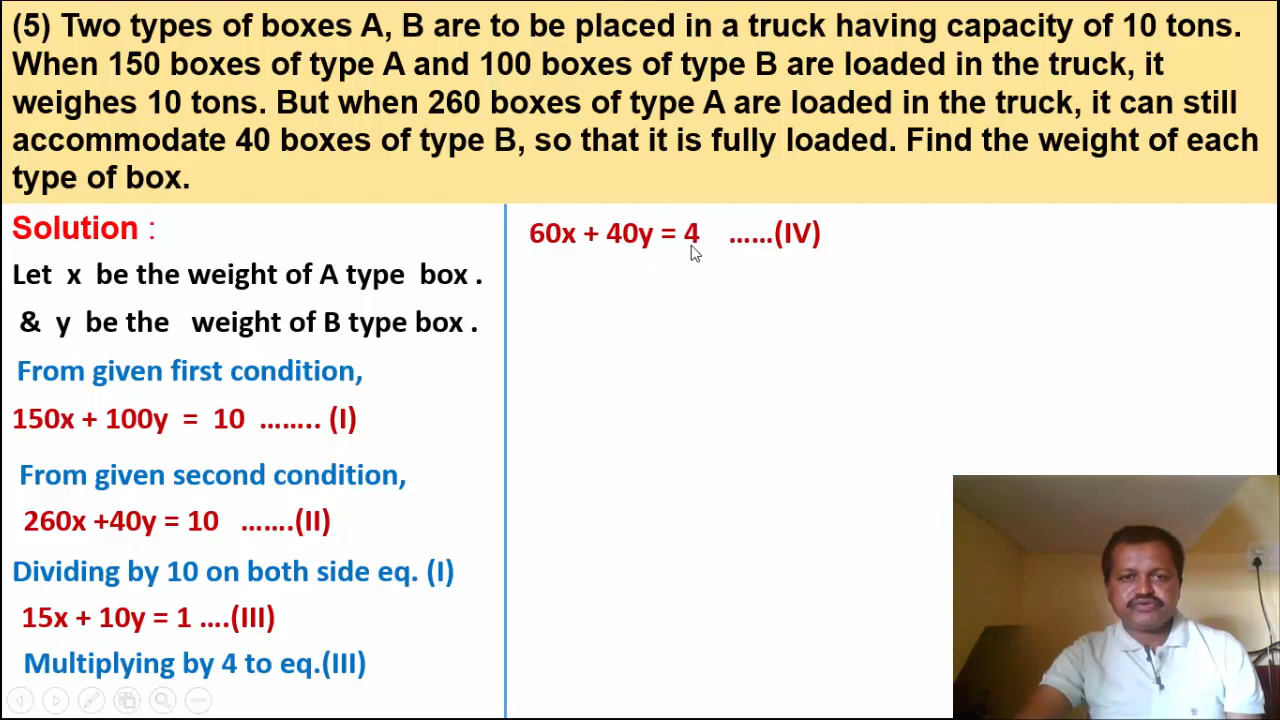 (5) Two types of boxes A, B are to be placed in a truck having capacity of 10 tons.
When 150 boxes of type A and 100 boxes of type B are loaded in the truck, it
weighes 10 tons. But when 260 boxes of type A are loaded in the truck, it can still
accommodate 40 boxes of type B, so that it is fully loaded. Find the weight of each
type of box.
Solution :
Let x be the weight of A type box .
& y be the weight of B type box .
From given first condition,
150x + 100y = 10 …….. (I)
From given second condition,
260x +40y = 10 …….(II)
Dividing by 10 on both side eq. (I)
15x + 10y = 1 ….(III)
Multiplying by 4 to eq.(III)
60x + 40y = 4 ……(IV)